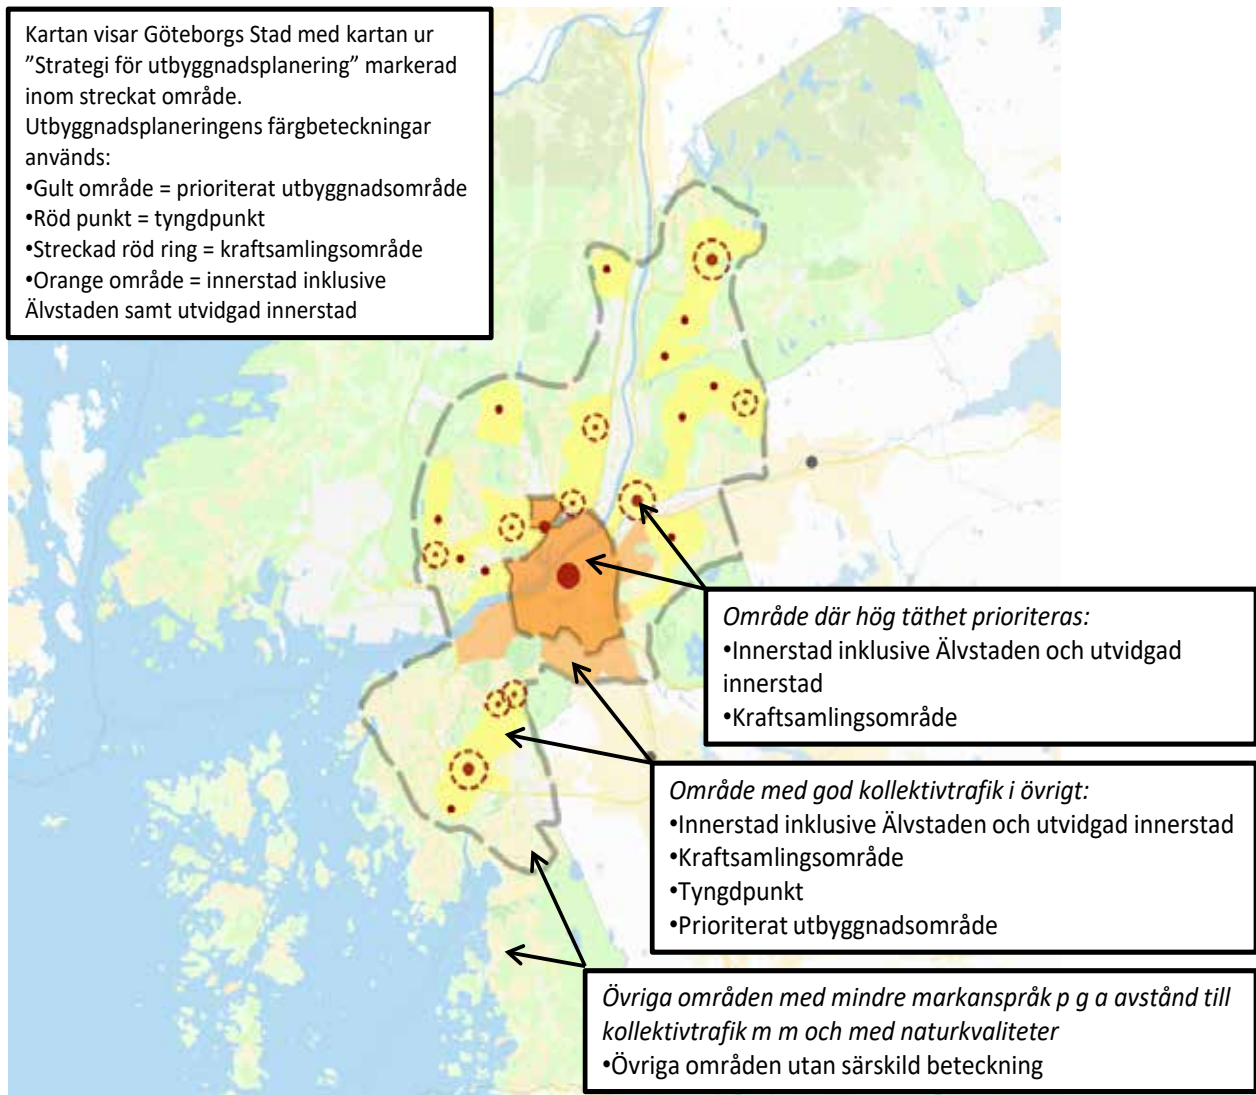 Kartan visar Göteborgs Stad med kartan ur
”Strategi för utbyggnadsplanering” markerad
inom streckat område.
Utbyggnadsplaneringens färgbeteckningar
används:
•Gult område = prioriterat utbyggnadsområde
•Röd punkt = tyngdpunkt
•Streckad röd ring = kraftsamlingsområde
•Orange område = innerstad inklusive
Älvstaden samt utvidgad innerstad
Område där hög täthet prioriteras:
•Innerstad inklusive Älvstaden och utvidgad
innerstad
•Kraftsamlingsområde
Område med god kollektivtrafik i övrigt:
•Innerstad inklusive Älvstaden och utvidgad innerstad
•Kraftsamlingsområde
•Tyngdpunkt
•Prioriterat utbyggnadsområde
Övriga områden med mindre markanspråk p g a avstånd till
kollektivtrafik m m och med naturkvaliteter
•Övriga områden utan särskild beteckning